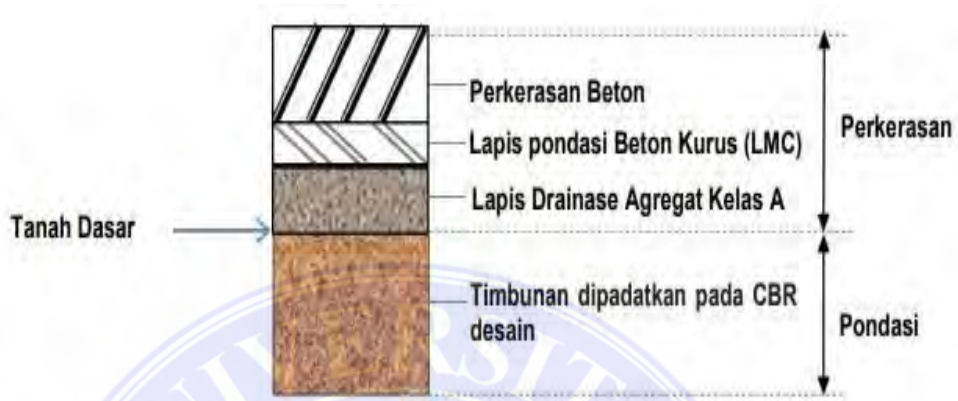 Perkerasan Beton
Lapis pondasi Beton Kurus (LMC)
Perkerasan
Lapis Drainase Agregat Kelas A
Tanah Dasar
Timbunan dipadatkan pada CBR
desain
Pondasi